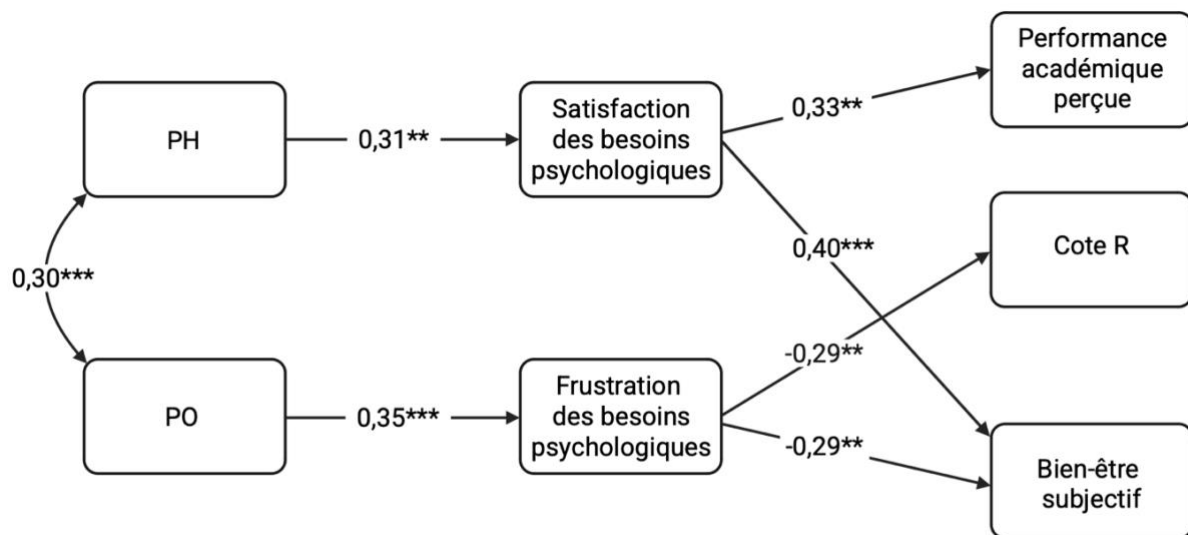 Performance
académique
perçue
PH
0,31**
Satisfaction
des besoins
psychologiques
0,33**
0,40***
Cote R
0,30***
-0,29**
PO
0,35***
Frustration
des besoins
psychologiques
-0,29**
Bien-être
subjectif